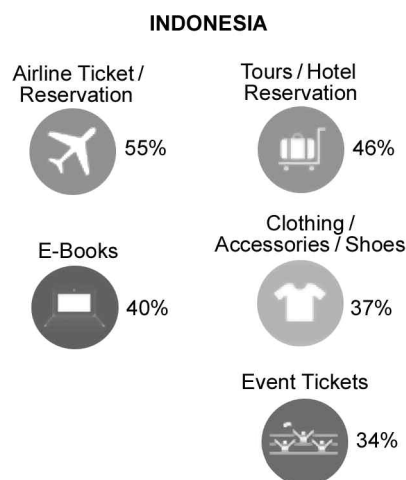 INDONESIA
Airline Ticket /
Reservation
55%
Tours / Hotel
Reservation
46%
E-Books
40%
Clothing /
Accessories / Shoes
37%
Event Tickets
34%